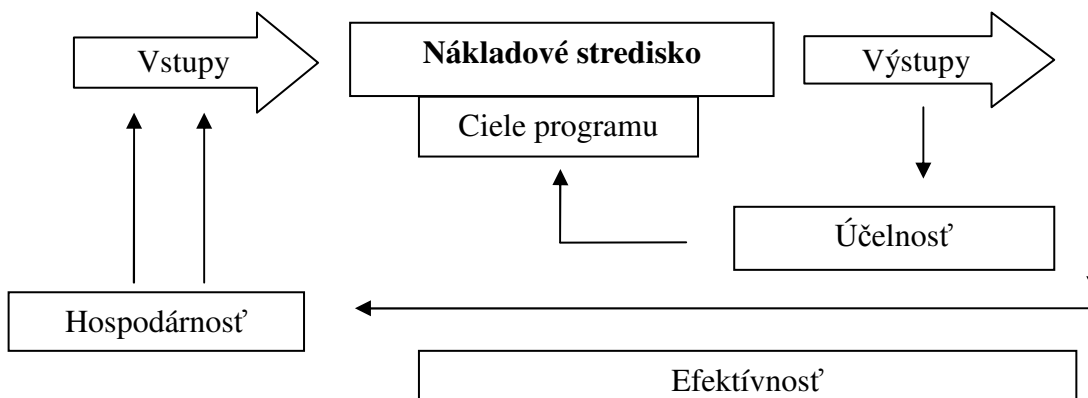 Vstupy
Nákladové stredisko
Výstupy
Ciele programu
Účelnosť
Hospodárnosť
Efektívnosť